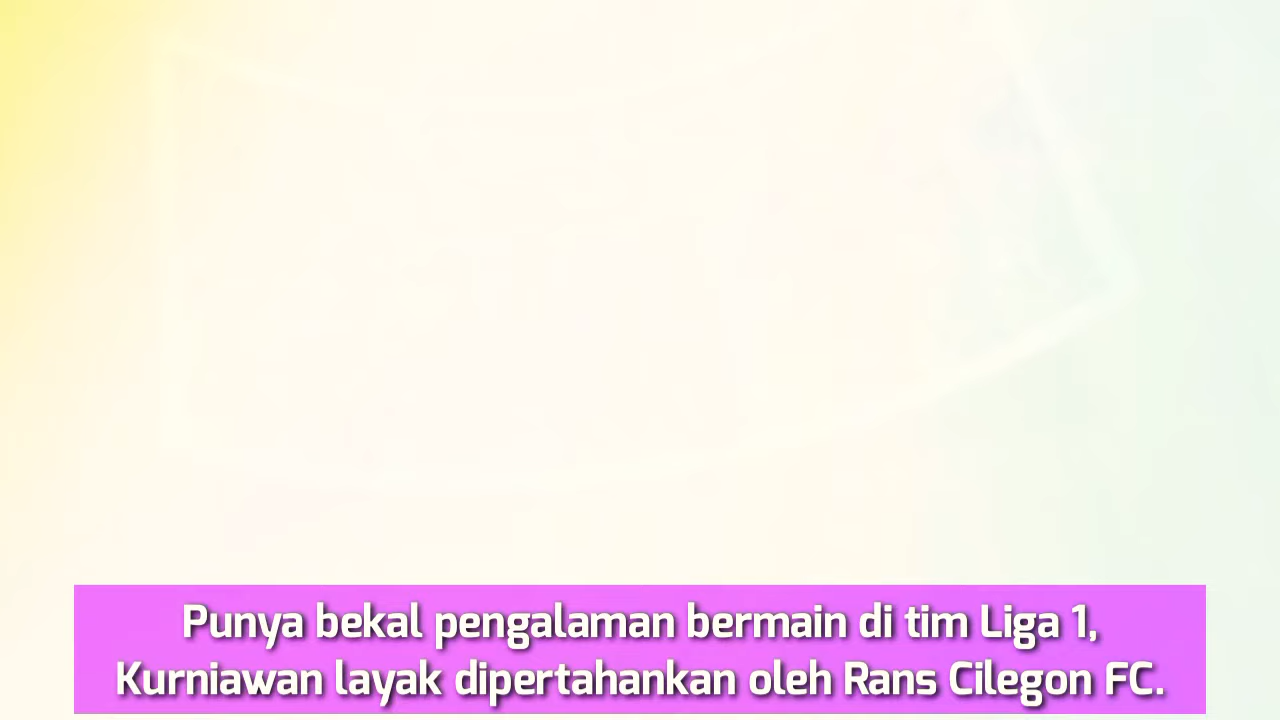 Punya bekal pengalaman bermain di tim Liga 1,
Kurniawan layak dipertahankan oleh Rans Cilegon FC.